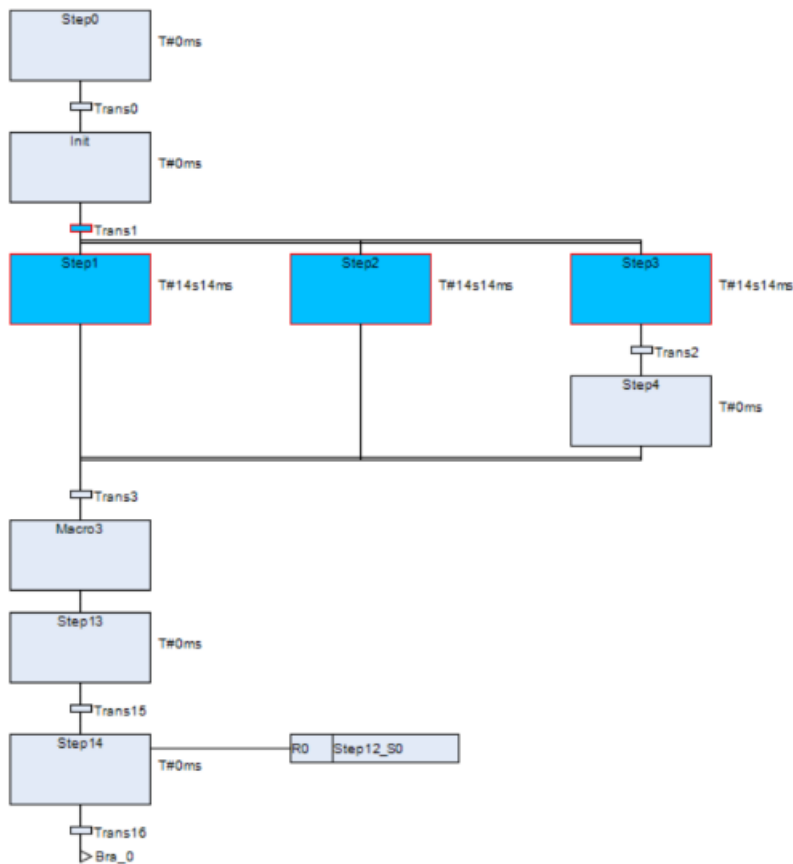 Step0
T#0ms
Trans0
Init
T#0ms
Trans1
Step1
T#14s14ms
Step2
T#14s14ms
Step3
T#14s14ms
Trans2
Step4
T#0ms
Trans3
Macro3
Step13
T#0ms
Trans15
Step14
T#0ms
R0 Step12_S0
Trans16
Bra_0